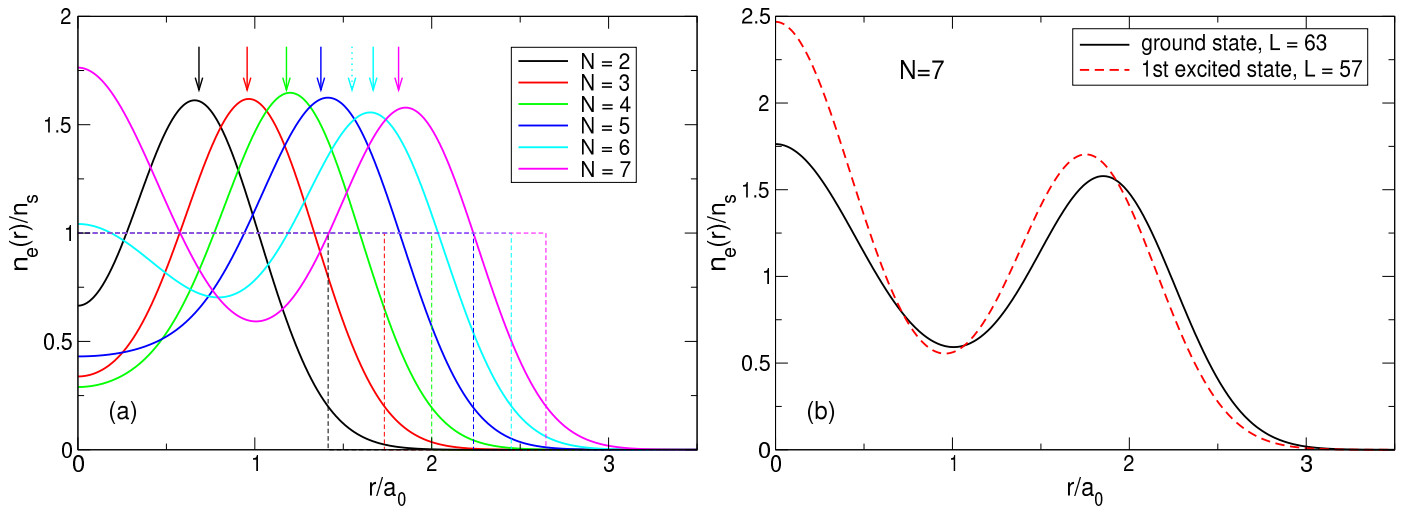 2
1.5
1
0.5
0
n_e(r)/n_s
N = 2
N = 3
N = 4
N = 5
N = 6
N = 7
(a)
0 1 2 3
r/a_0
2.5
2
1.5
1
0.5
0
n_e(r)/n_s
N=7
ground state, L = 63
1st excited state, L = 57
(b)
0 1 2 3
r/a_0